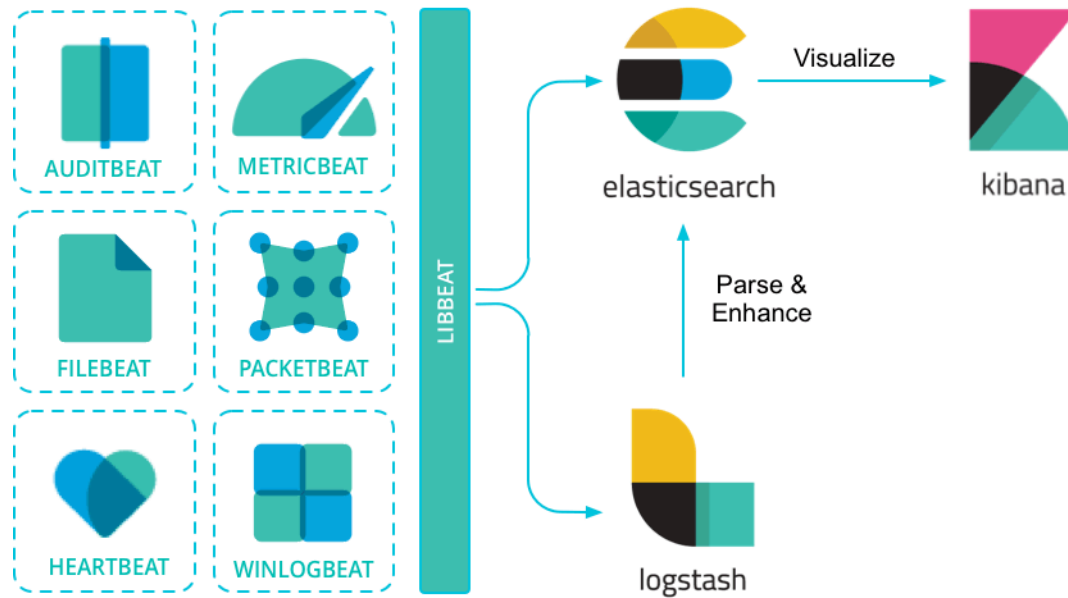 AUDITBEAT
METRICBEAT
FILEBEAT
PACKETBEAT
HEARTBEAT
WINLOGBEAT
LIBBEAT
elasticsearch
Visualize
kibana
Parse &
Enhance
logstash